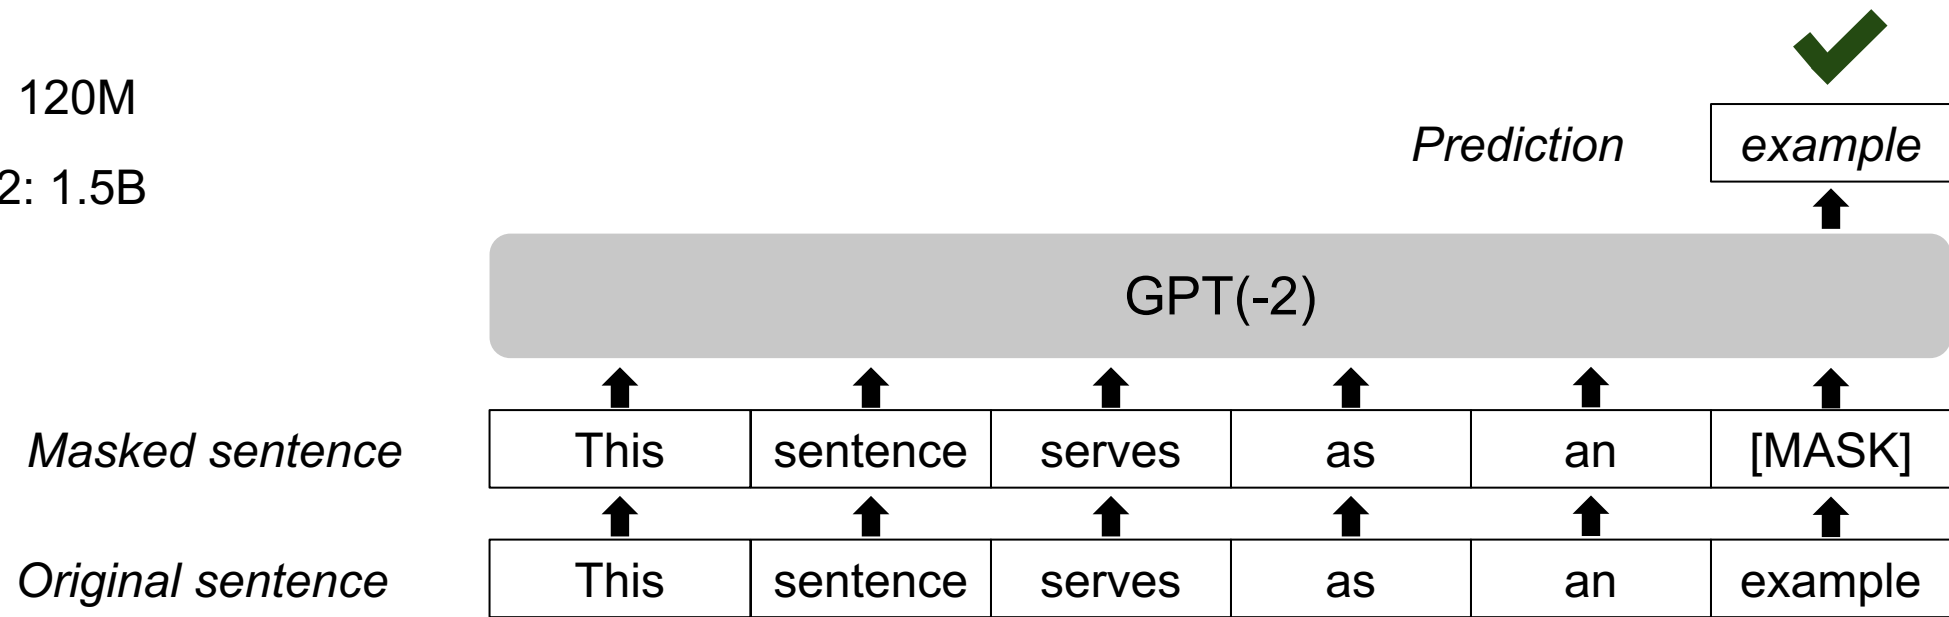 120M
2: 1.5B
Prediction example
GPT(-2)
Masked sentence This sentence serves as an [MASK]
Original sentence This sentence serves as an example